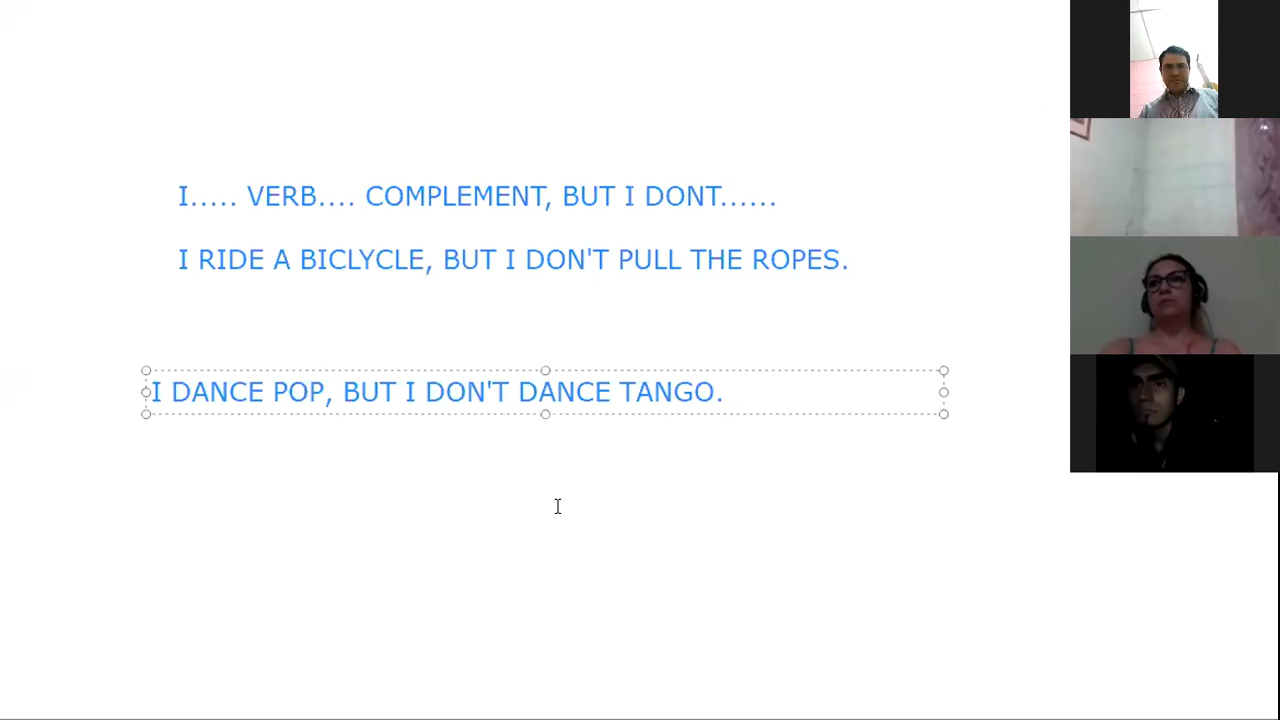 I..... VERB.... COMPLEMENT, BUT I DONT......
I RIDE A BICLYCLE, BUT I DON'T PULL THE ROPES.
I DANCE POP, BUT I DON'T DANCE TANGO.